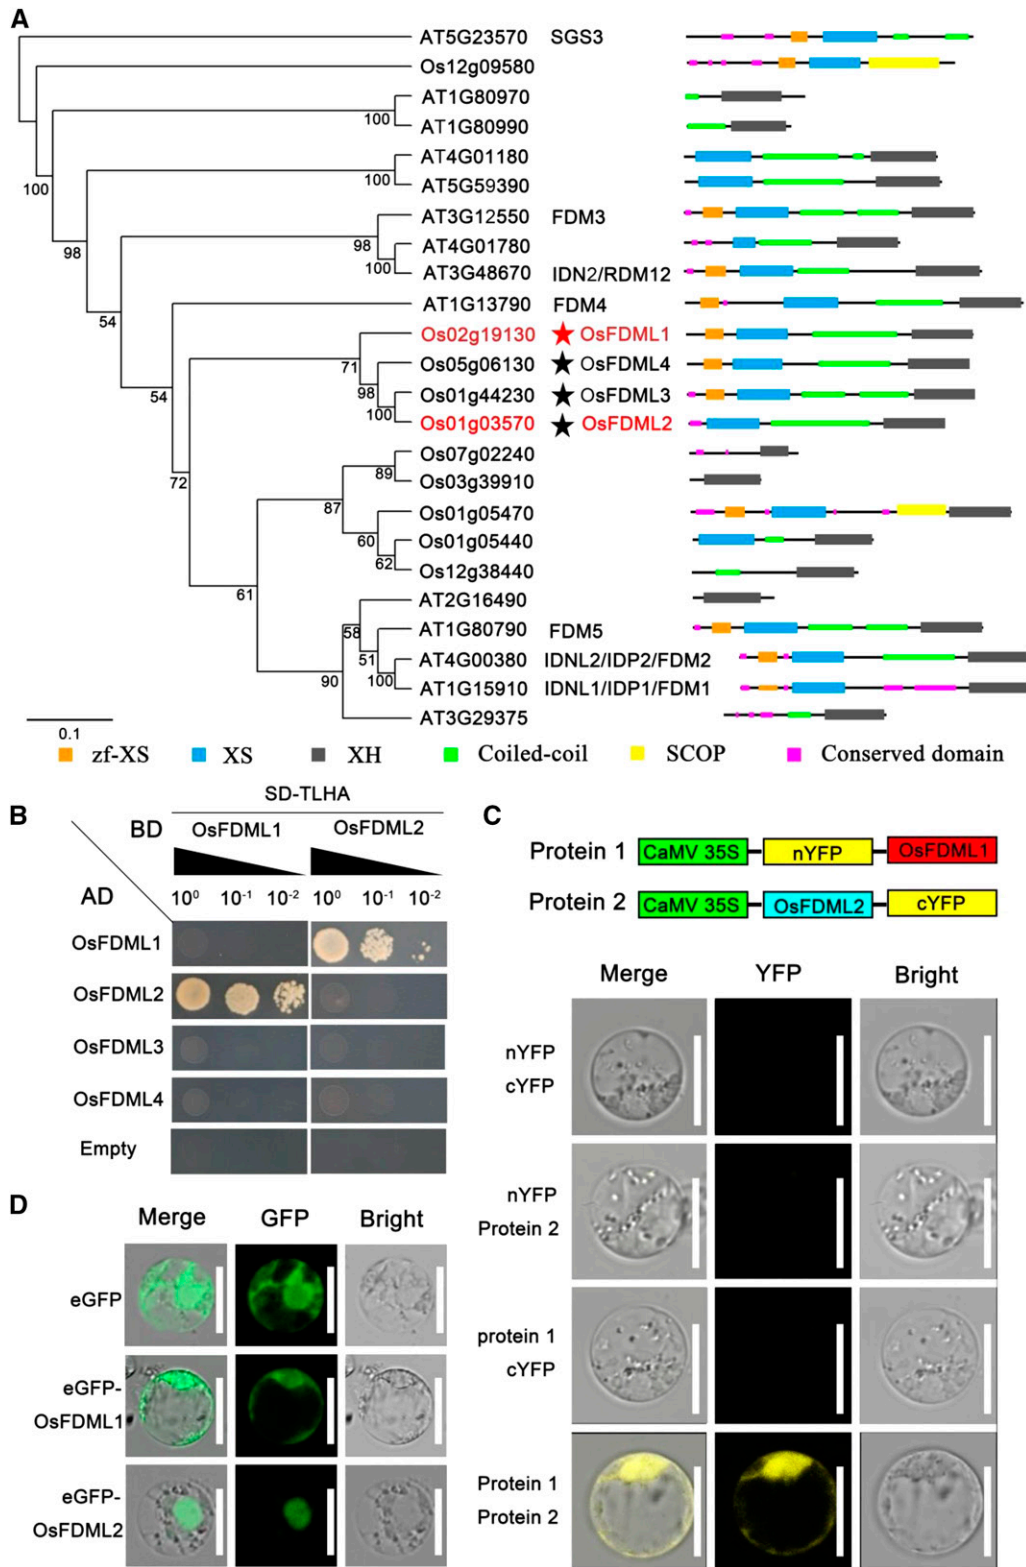 A
AT5G23570 SGS3
Os12g09580
AT1G80970
100
AT1G80990
AT4G01180
100
AT5G59390
100
AT3G12550 FDM3
98
98
AT4G01780
100
AT3G48670 IDN2/RDM12
AT1G13790 FDM4
54
Os02g19130 ★ OsFDML1
71
Os05g06130 ★ OsFDML4
98
Os01g44230 ★ OsFDML3
54
100
Os01g03570 ★ OsFDML2
Os07g02240
72
89
Os03g39910
87
Os01g05470
60
Os01g05440
62
Os12g38440
61
AT2G16490
58
AT1G80790 FDM5
51
AT4G00380 IDNL2/IDP2/FDM2
100
AT1G15910 IDNL1/IDP1/FDM1
90
AT3G29375
0.1
zf-XS XS XH Coiled-coil SCOP Conserved domain
B
SD-TLHA
BD OsFDML1 OsFDML2
AD 10⁰ 10⁻¹ 10⁻² 10⁰ 10⁻¹ 10⁻²
OsFDML1
OsFDML2
OsFDML3
OsFDML4
Empty
C
Protein 1 CaMV 35S nYFP OsFDML1
Protein 2 CaMV 35S OsFDML2 cYFP
Merge YFP Bright
nYFP
cYFP
nYFP
Protein 2
protein 1
cYFP
Protein 1
Protein 2
D
Merge GFP Bright
eGFP
eGFP-
OsFDML1
eGFP-
OsFDML2